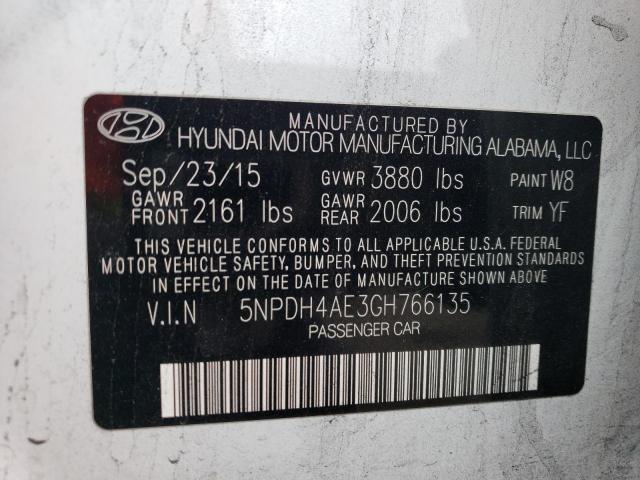 MANUFACTURED BY
HYUNDAI MOTOR MANUFACTURING ALABAMA, LLC
Sep/23/15 GVWR 3880 lbs PAINT W8
GAWR FRONT 2161 lbs GAWR REAR 2006 lbs TRIM YF
THIS VEHICLE CONFORMS TO ALL APPLICABLE U.S.A. FEDERAL
MOTOR VEHICLE SAFETY, BUMPER, AND THEFT PREVENTION STANDARDS
IN EFFECT ON THE DATE OF MANUFACTURE SHOWN ABOVE.
V.I.N 5NPDH4AE3GH766135
PASSENGER CAR